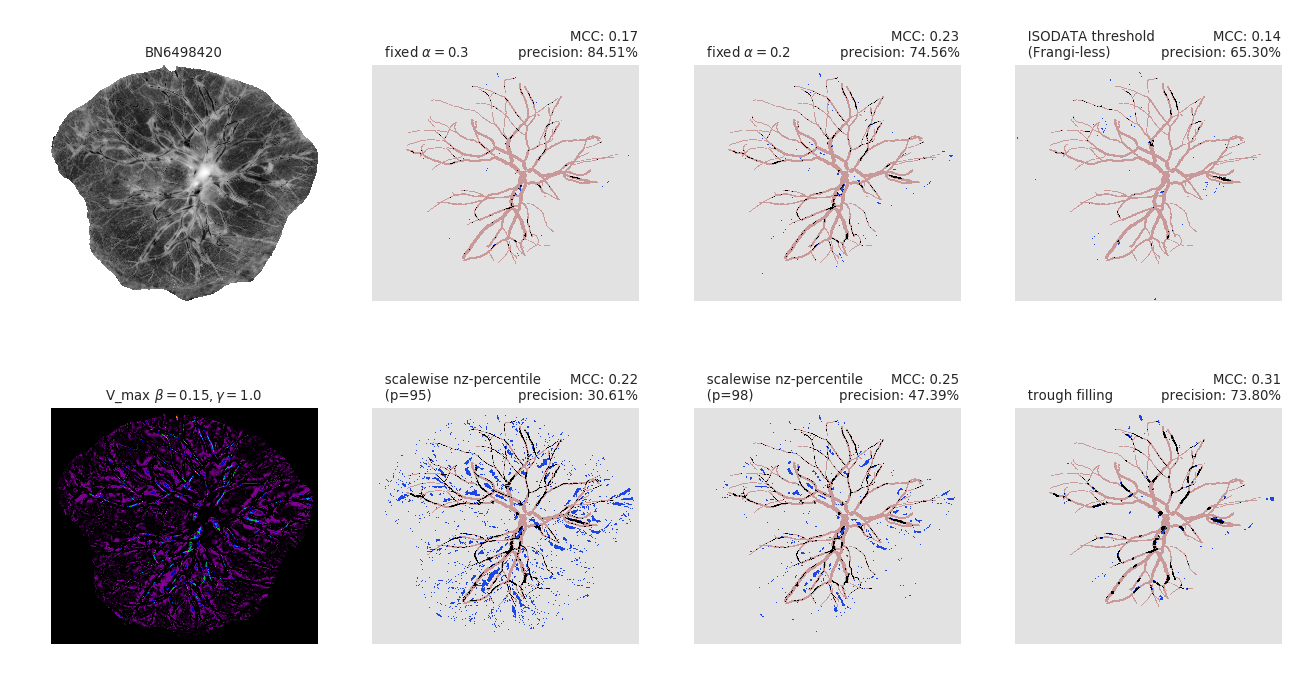 BN6498420
MCC: 0.17
fixed α = 0.3 precision: 84.51%
MCC: 0.23
fixed α = 0.2 precision: 74.56%
ISODATA threshold MCC: 0.14
(Frangi-less) precision: 65.30%
V_max β = 0.15, γ = 1.0
scalewise nz-percentile MCC: 0.22
(p=95) precision: 30.61%
scalewise nz-percentile MCC: 0.25
(p=98) precision: 47.39%
MCC: 0.31
trough filling precision: 73.80%